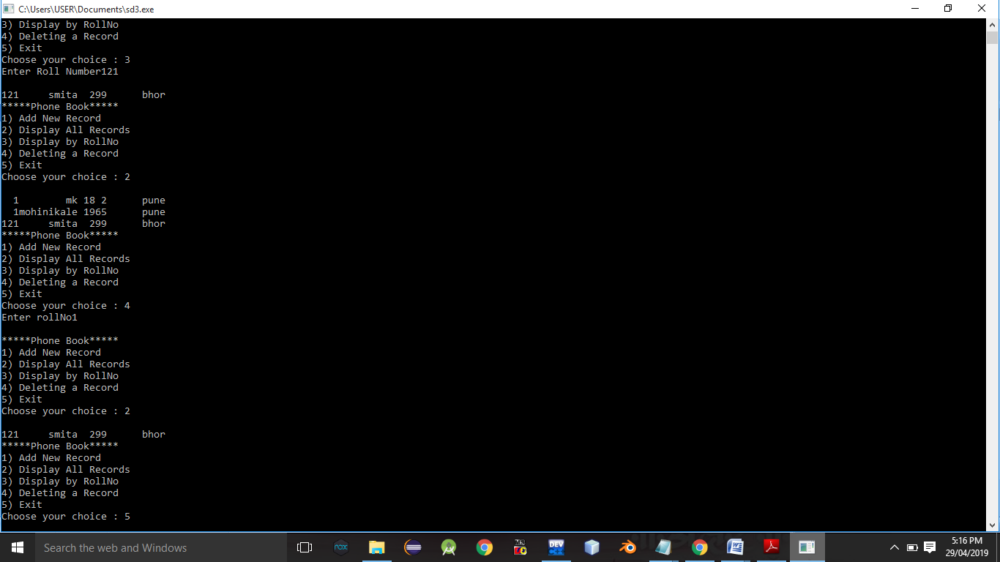 C:\Users\USER\Documents\sd3.exe
3) Display by RollNo
4) Deleting a Record
5) Exit
Choose your choice : 3
Enter Roll Number121
121     smita  299      bhor
*****Phone Book*****
1) Add New Record
2) Display All Records
3) Display by RollNo
4) Deleting a Record
5) Exit
Choose your choice : 2
  1        mk 18 2      pune
  1mohinikale 1965      pune
121     smita  299      bhor
*****Phone Book*****
1) Add New Record
2) Display All Records
3) Display by RollNo
4) Deleting a Record
5) Exit
Choose your choice : 4
Enter rollNo1
*****Phone Book*****
1) Add New Record
2) Display All Records
3) Display by RollNo
4) Deleting a Record
5) Exit
Choose your choice : 2
121     smita  299      bhor
*****Phone Book*****
1) Add New Record
2) Display All Records
3) Display by RollNo
4) Deleting a Record
5) Exit
Choose your choice : 5
Search the web and Windows
nox
DEV
5:16 PM
29/04/2019